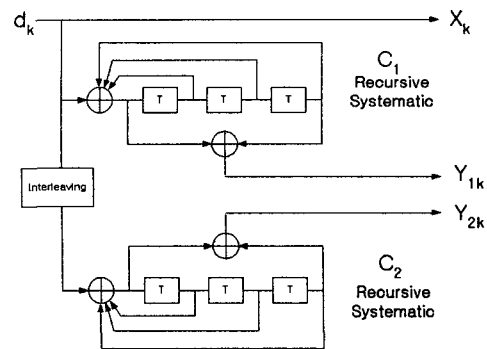 d_k
X_k
C_1
Recursive
Systematic
T
T
T
Interleaving
Y_1k
Y_2k
C_2
Recursive
Systematic
T
T
T